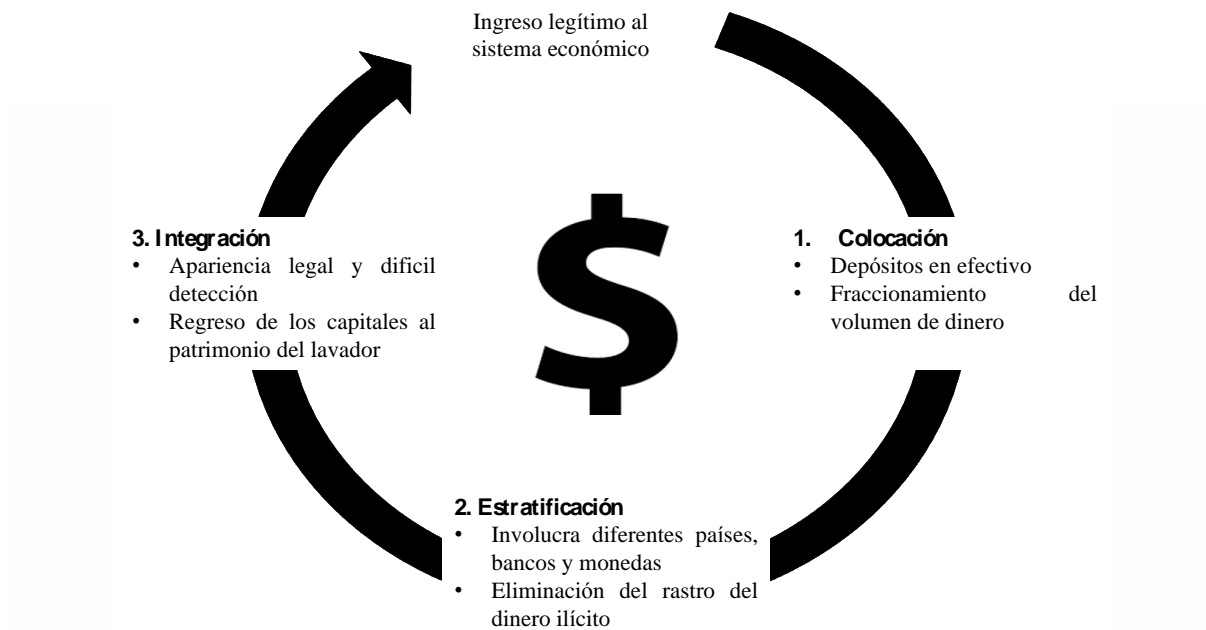 Ingreso legítimo al
sistema económico
1. Colocación
• Depósitos en efectivo
• Fraccionamiento del
volumen de dinero
2. Estratificación
• Involucra diferentes países,
bancos y monedas
• Eliminación del rastro del
dinero ilícito
3. Integración
• Apariencia legal y dificil
detección
• Regreso de los capitales al
patrimonio del lavador
$